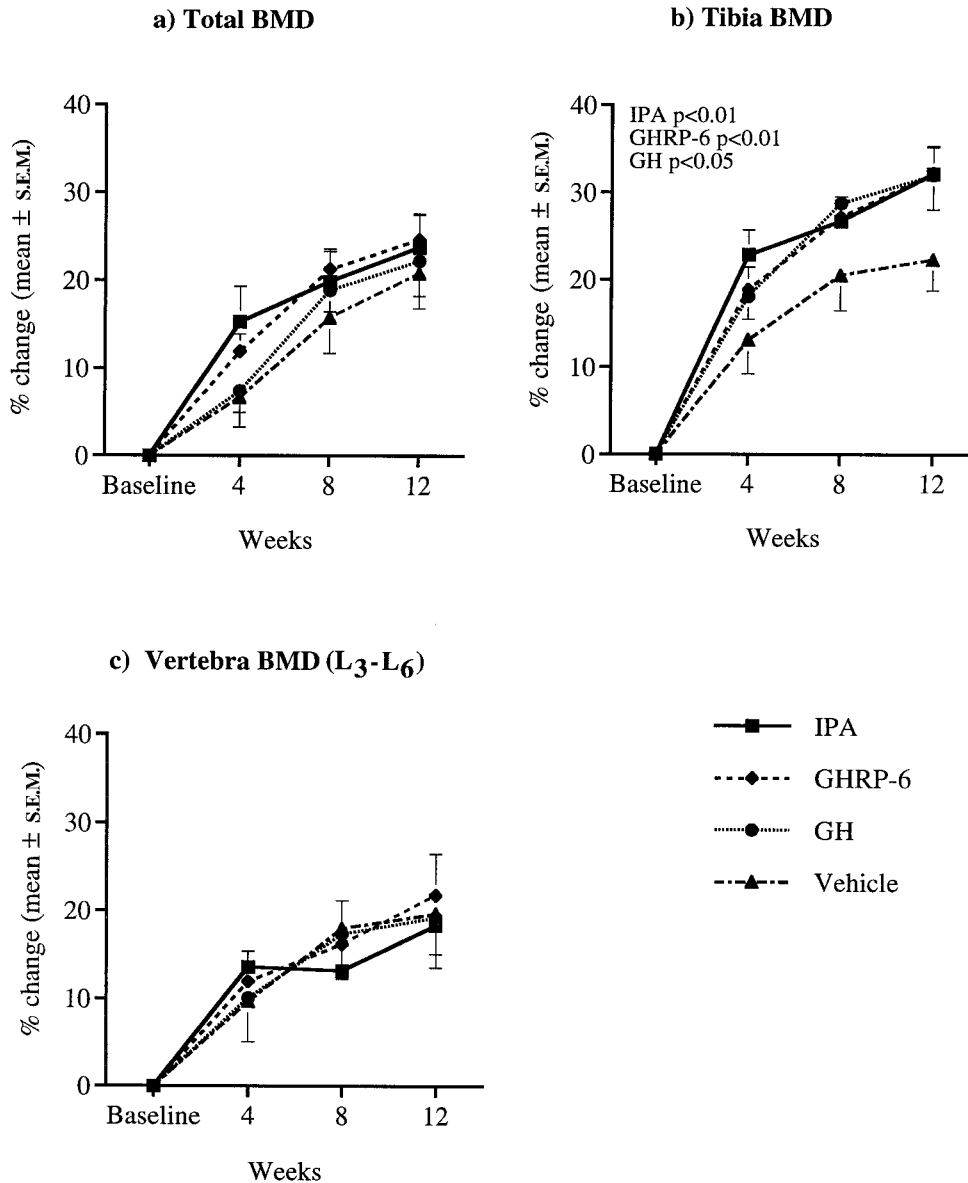 a) Total BMD
% change (mean ± S.E.M.)
40
30
20
10
0
Baseline 4 8 12
Weeks
b) Tibia BMD
% change (mean ± S.E.M.)
40
30
20
10
0
IPA p<0.01
GHRP-6 p<0.01
GH p<0.05
Baseline 4 8 12
Weeks
c) Vertebra BMD (L3-L6)
% change (mean ± S.E.M.)
40
30
20
10
0
Baseline 4 8 12
Weeks
IPA
GHRP-6
GH
Vehicle